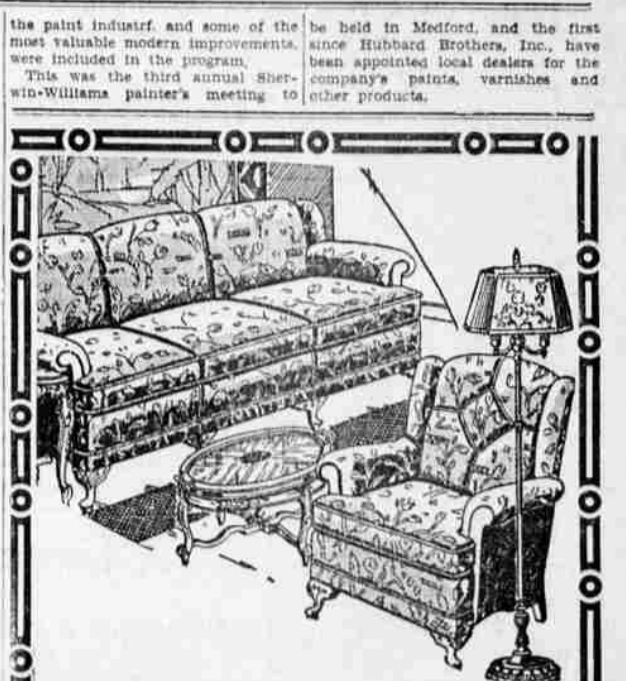 the paint industrf. and some of the
most valuable modern improvements,
were included in the program.
This was the third annual Sher-
win-Williams painter's meeting to
be held in Medford, and the first
since Hubbard Brothers, Inc., have
been appointed local dealers for the
company's paints, varnishes and
other products.